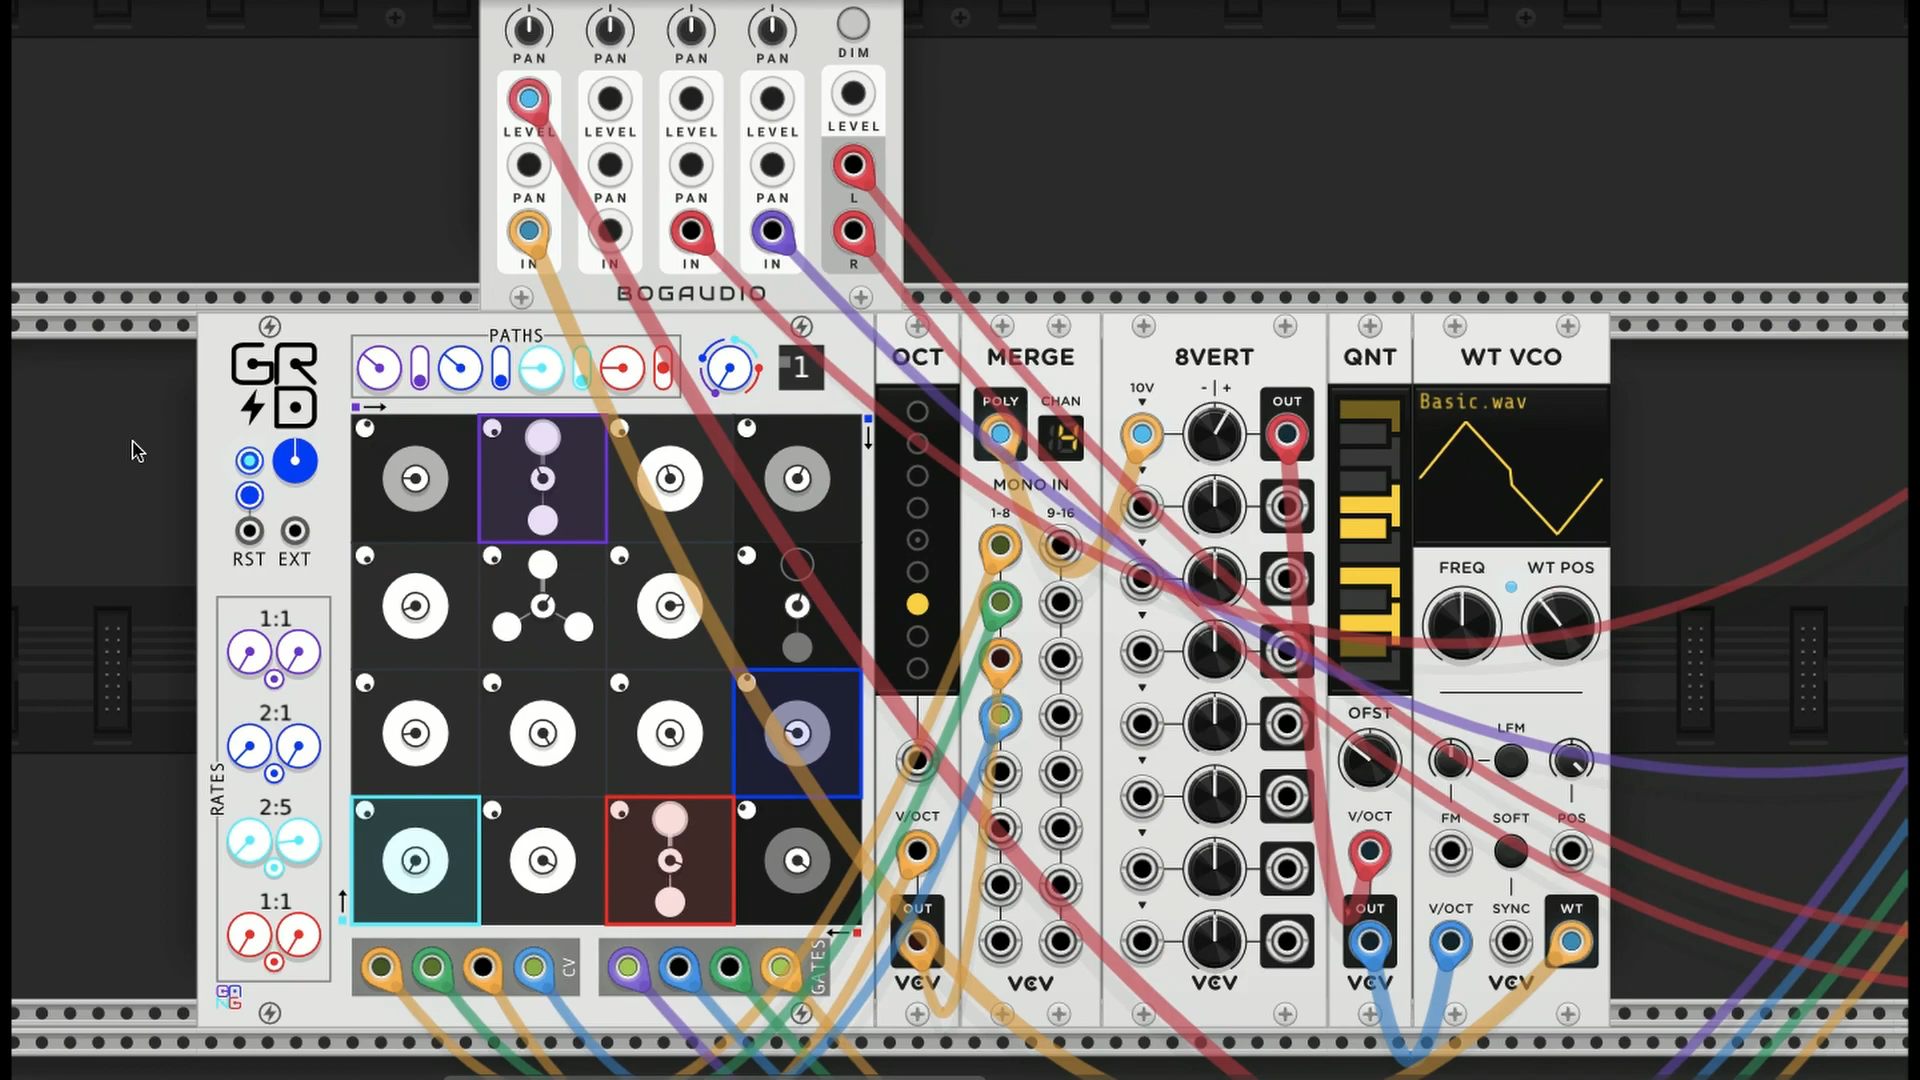 PAN PAN PAN PAN DIM
LEVEL LEVEL LEVEL LEVEL LEVEL
PAN PAN PAN PAN L
IN IN IN IN R
BOGAUDIO
GRD
PATHS
1
RST EXT
RATES
1:1
2:1
2:5
1:1
CV
GATES
OCT
V/OCT
OUT
VCV
MERGE
POLY CHAN
4
MONO IN
1-8 9-16
VCV
8VERT
10V - | + OUT
VCV
QNT
OFST
V/OCT
OUT
VCV
WT VCO
Basic.wav
FREQ WT POS
LFM
FM SOFT POS
V/OCT SYNC WT
VCV